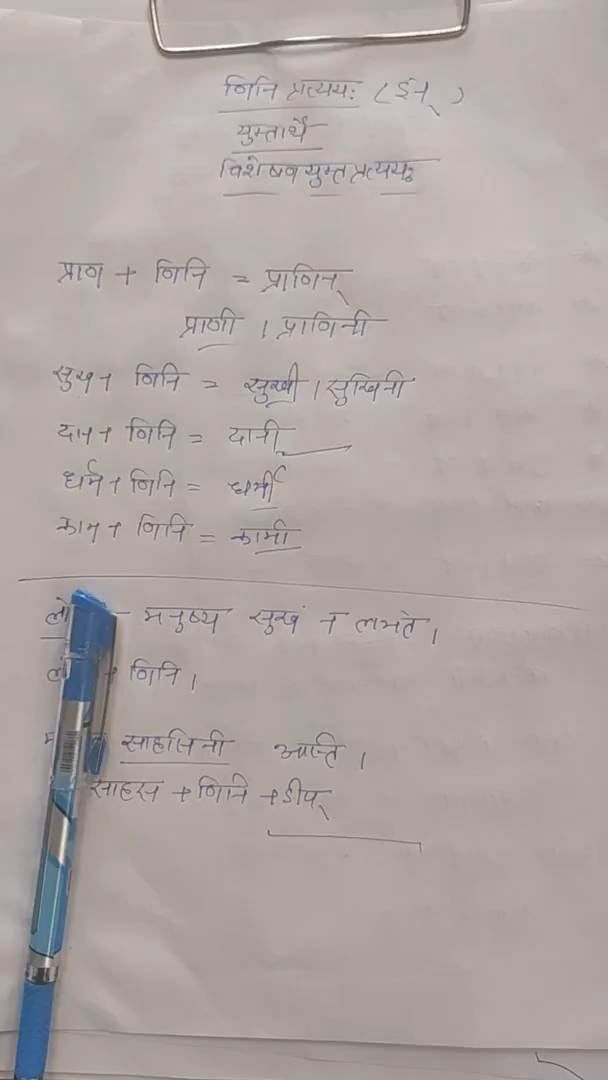 णिनि प्रत्ययः (इन्)
युक्तार्थे
विशेषण युक्त प्रत्ययः
प्राण + णिनि = प्राणिन्
प्राणी । प्राणिनी
सुख + णिनि = सुखी । सुखिनी
दान + णिनि = दानी
धर्म + णिनि = धर्मी
काम + णिनि = कामी
मनुष्य सुखं न लभते ।
+ णिनि ।
साहसिनी अस्ति ।
साहस + णिनि + ङीप्